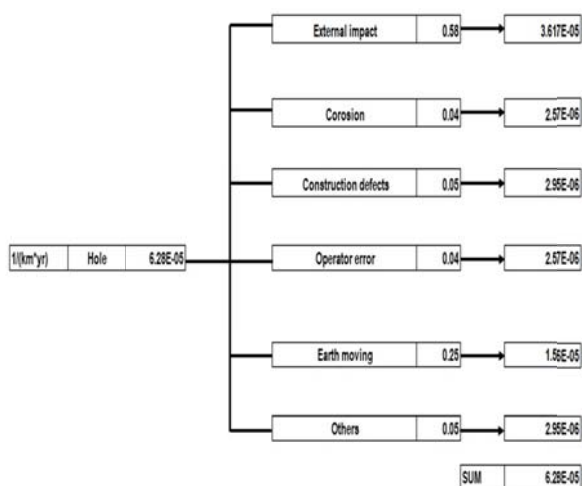 External impact 0.58 3.617E-05
Corosion 0.04 2.57E-06
Construction defects 0.05 2.95E-06
1/(km*yr) Hole 6.28E-05
Operator error 0.04 2.57E-06
Earth moving 0.25 1.56E-05
Others 0.05 2.95E-06
SUM 6.28E-05